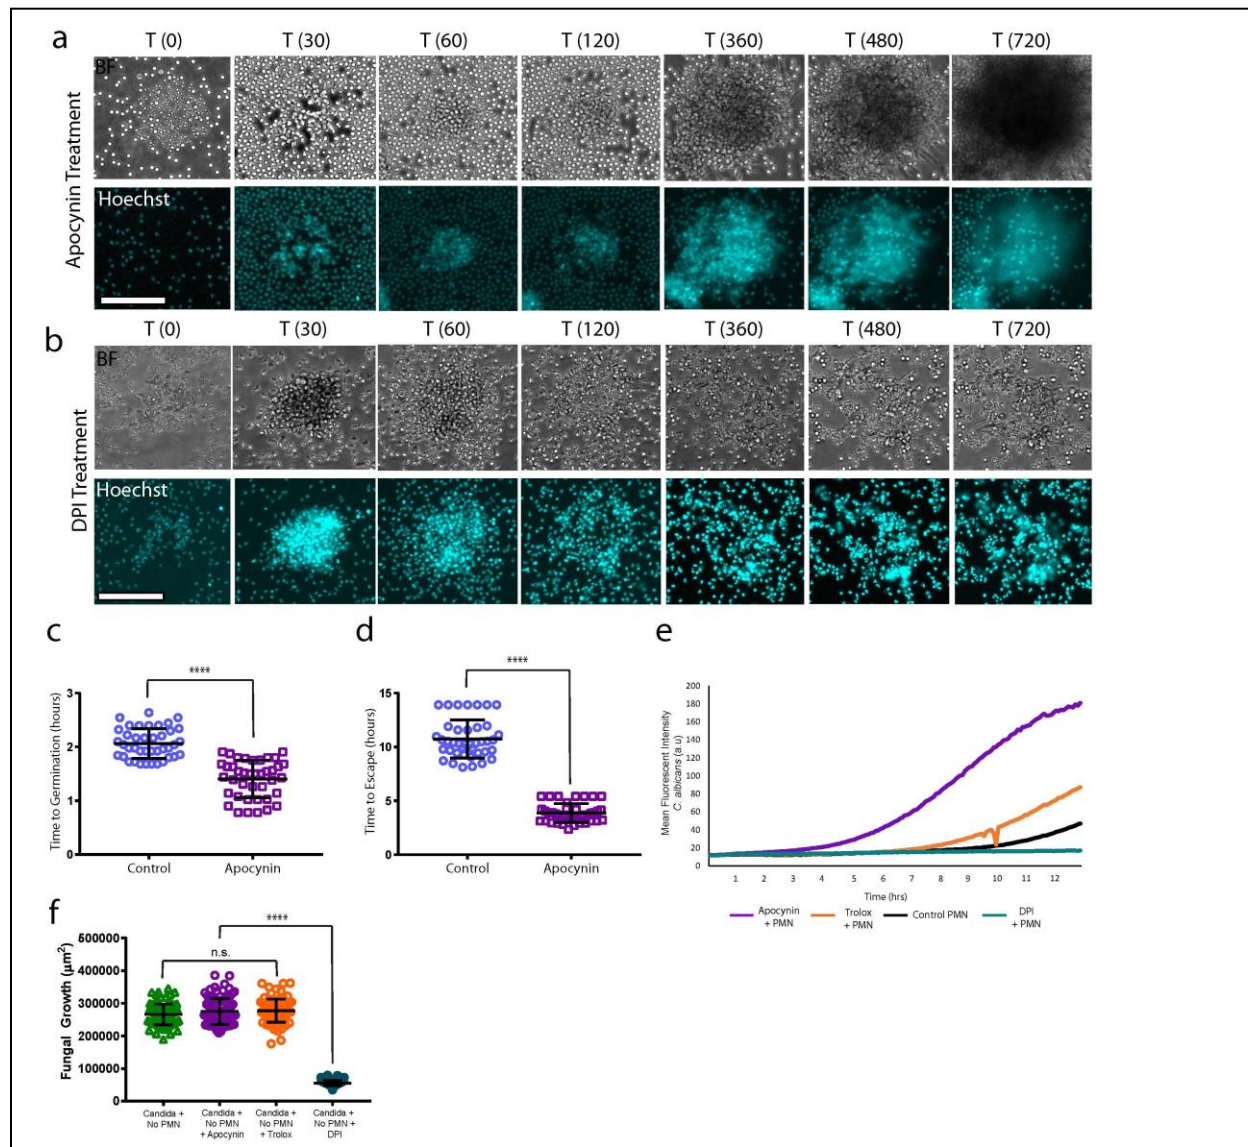 a
T (0) T (30) T (60) T (120) T (360) T (480) T (720)
Apocynin Treatment
BF
Hoechst
b
T (0) T (30) T (60) T (120) T (360) T (480) T (720)
DPI Treatment
BF
Hoechst
c
****
Time to Germination (hours)
3
2
1
0
Control Apocynin
d
****
Time to Escape (hours)
15
10
5
0
Control Apocynin
e
Mean Fluorescent Intensity
C. albicans (a.u)
200
180
160
140
120
100
80
60
40
20
0
1 2 3 4 5 6 7 8 9 10 11 12
Time (hrs)
Apocynin
+ PMN
Trolox
+ PMN
Control PMN
DPI
+ PMN
f
****
n.s.
Fungal Growth (µm²)
500000
400000
300000
200000
100000
0
Candida +
No PMN
Candida +
No PMN
+ Apocynin
Candida +
No PMN
+ Trolox
Candida +
No PMN +
DPI